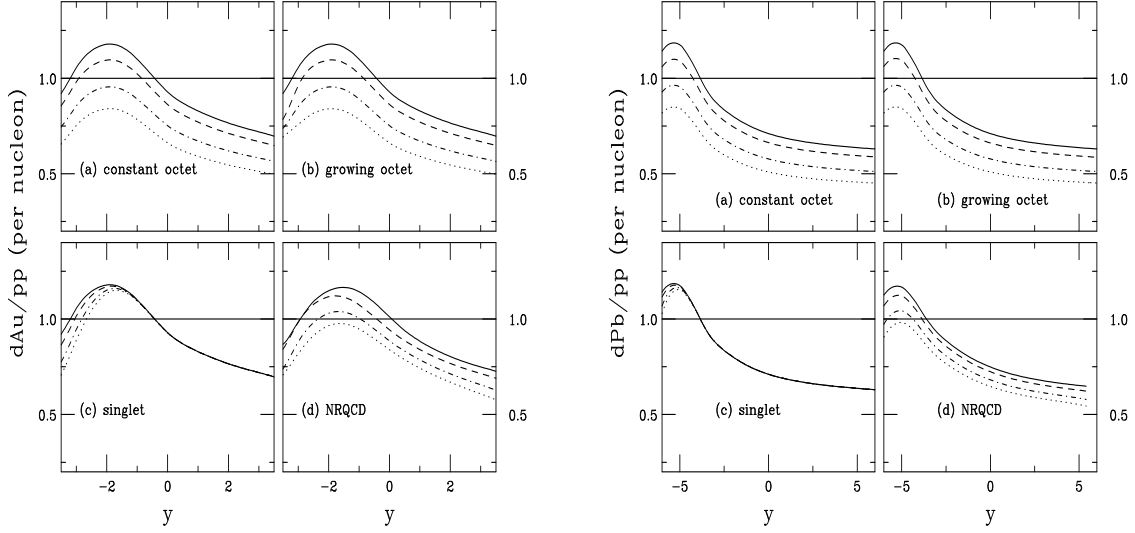 dAu/pp (per nucleon)
1.0
0.5
(a) constant octet
(b) growing octet
1.0
0.5
1.0
0.5
(c) singlet
(d) NRQCD
1.0
0.5
−2
0
2
−2
0
2
y
y
dPb/pp (per nucleon)
1.0
0.5
(a) constant octet
(b) growing octet
1.0
0.5
1.0
0.5
(c) singlet
(d) NRQCD
1.0
0.5
−5
0
5
−5
0
5
y
y